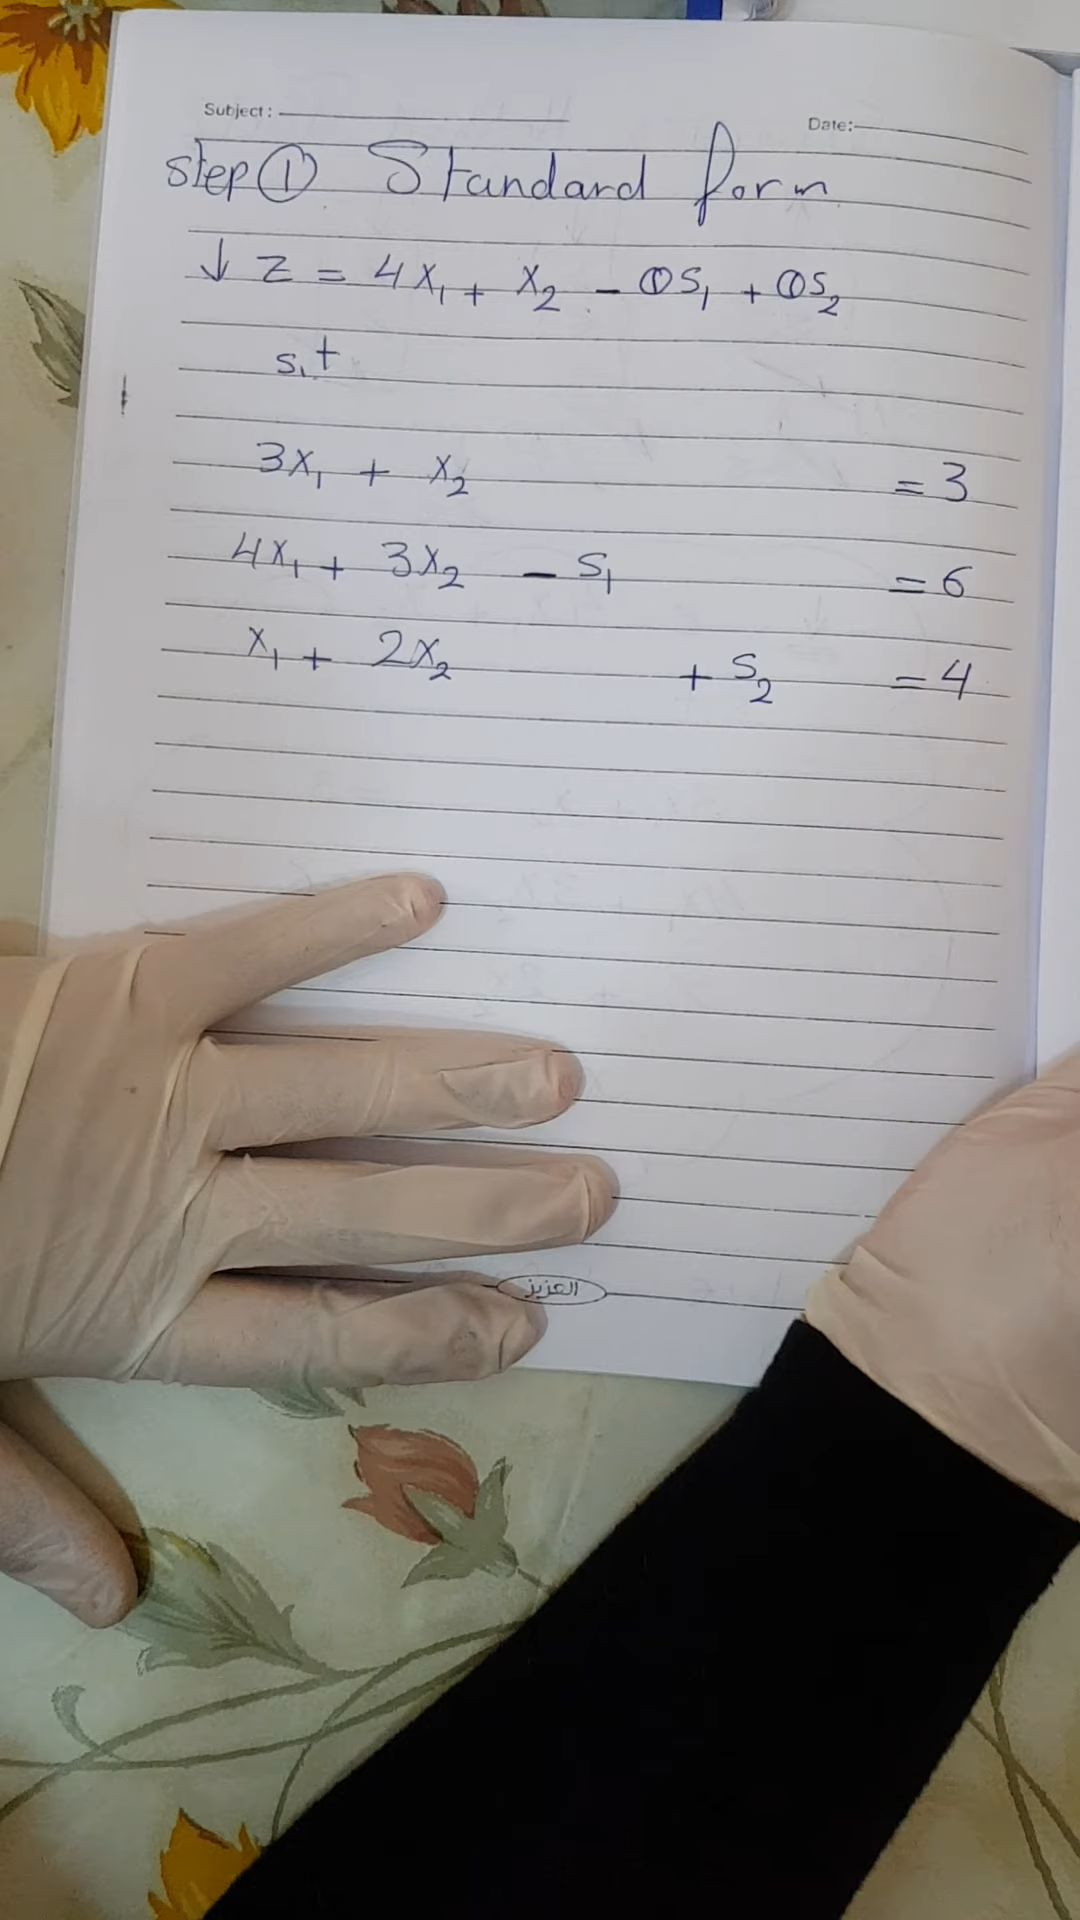 Subject: Date:
step ① Standard form
↓ Z = 4X₁ + X₂ - 0S₁ + 0S₂
s.t
3X₁ + X₂ = 3
4X₁ + 3X₂ - S₁ = 6
X₁ + 2X₂ + S₂ = 4
العزيز